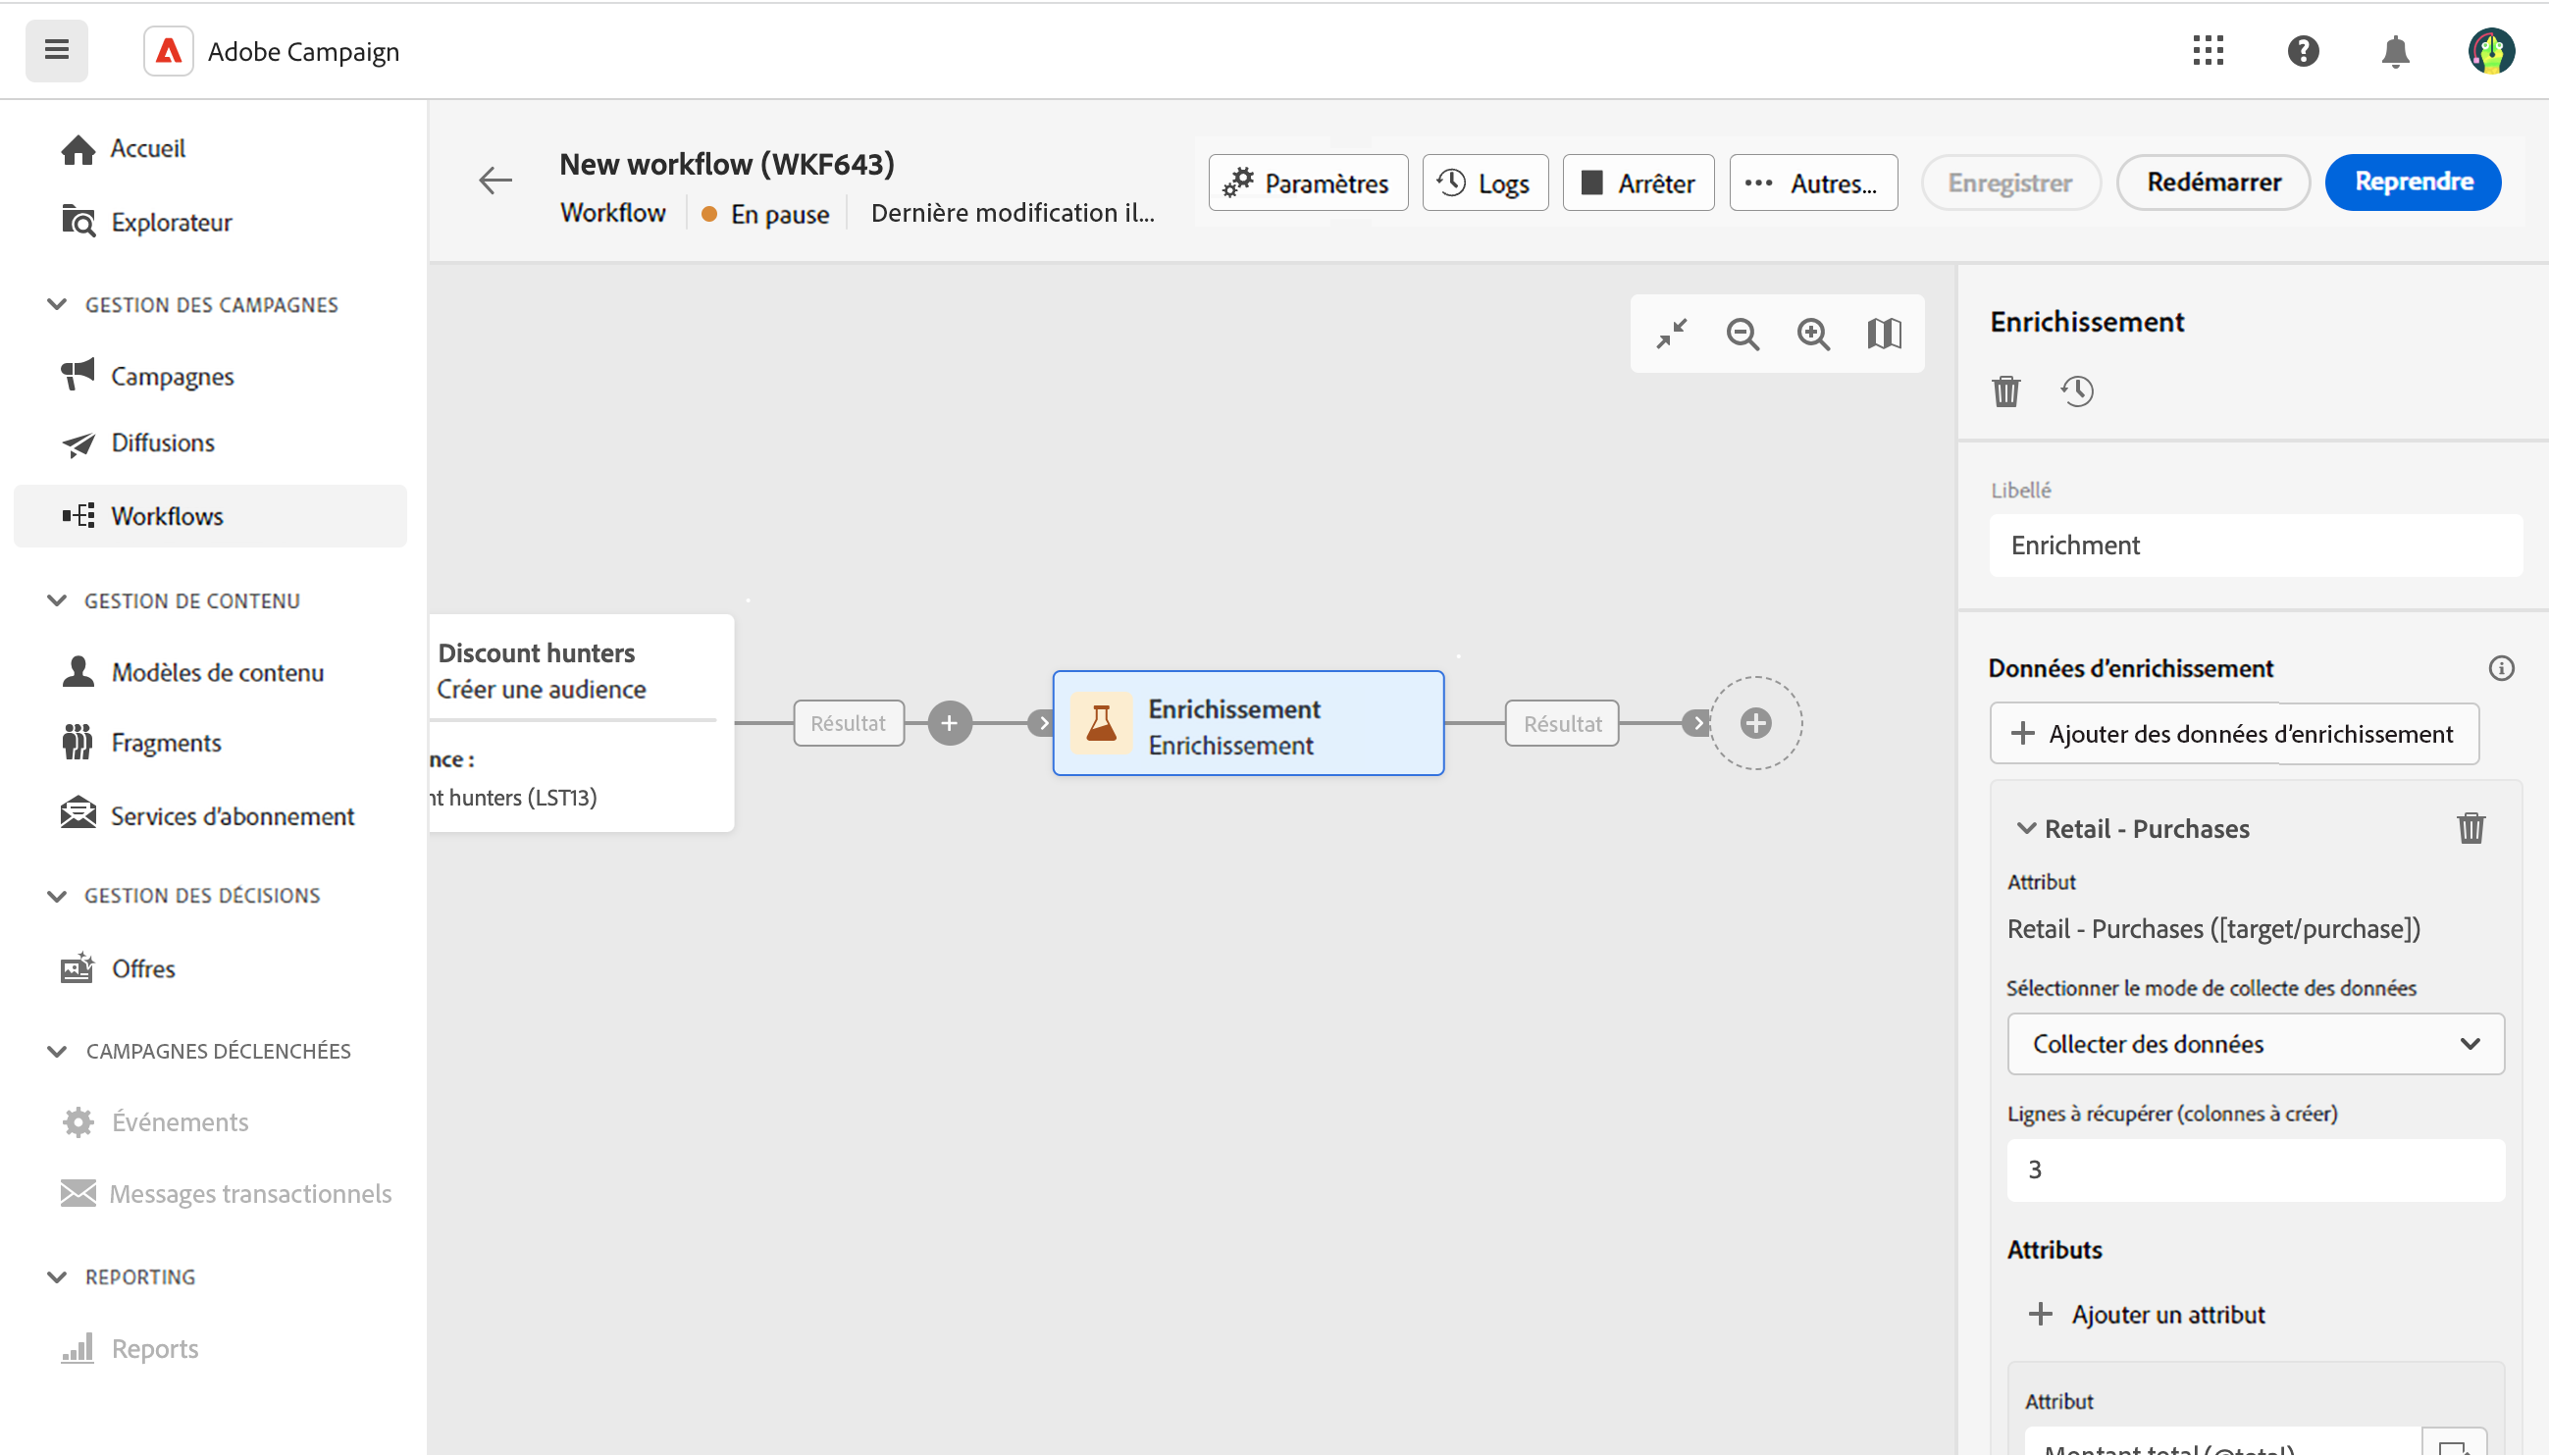 Adobe Campaign
Accueil
Explorateur
GESTION DES CAMPAGNES
Campagnes
Diffusions
Workflows
GESTION DE CONTENU
Modèles de contenu
Fragments
Services d’abonnement
GESTION DES DÉCISIONS
Offres
CAMPAGNES DÉCLENCHÉES
Événements
Messages transactionnels
REPORTING
Reports
New workflow (WKF643)
Workflow
En pause
Dernière modification il...
Paramètres
Logs
Arrêter
Autres...
Enregistrer
Redémarrer
Reprendre
Discount hunters
Créer une audience
nce :
nt hunters (LST13)
Résultat
Enrichissement
Enrichissement
Résultat
Enrichissement
Libellé
Enrichment
Données d’enrichissement
Ajouter des données d’enrichissement
Retail - Purchases
Attribut
Retail - Purchases ([target/purchase])
Sélectionner le mode de collecte des données
Collecter des données
Lignes à récupérer (colonnes à créer)
3
Attributs
Ajouter un attribut
Attribut
Montant total (@total)